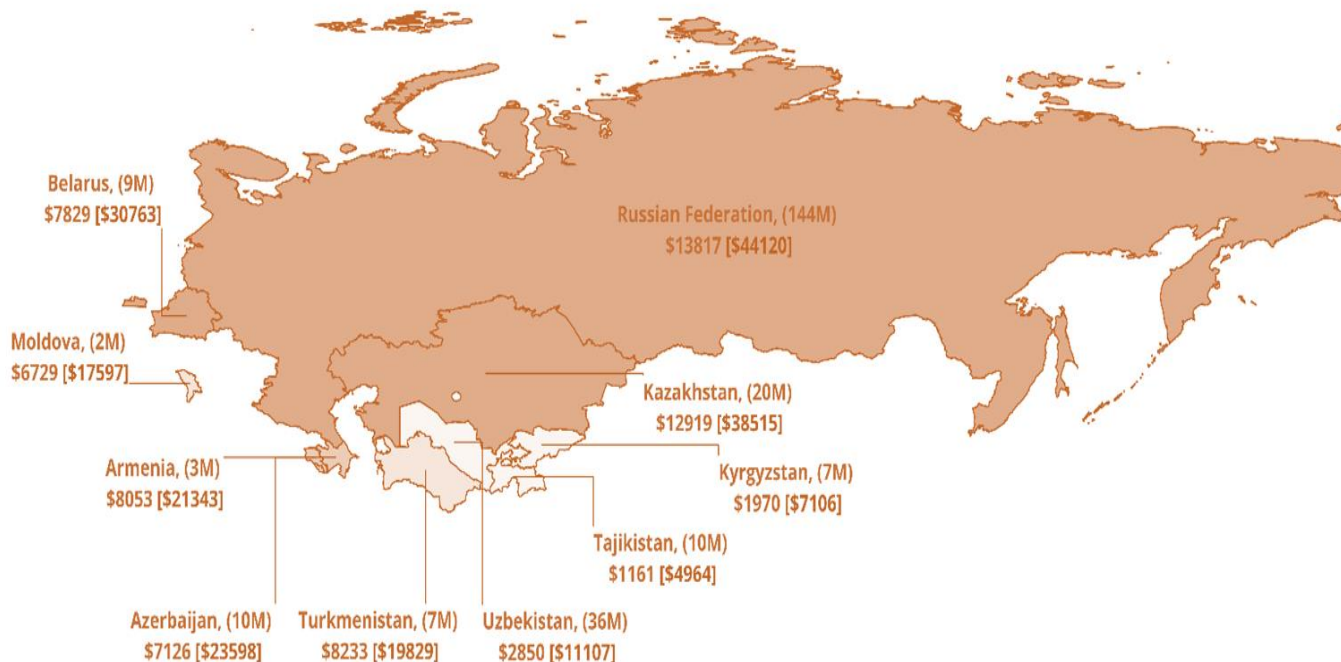 Belarus, (9M)
$7829 [$30763]
Russian Federation, (144M)
$13817 [$44120]
Moldova, (2M)
$6729 [$17597]
Kazakhstan, (20M)
$12919 [$38515]
Armenia, (3M)
$8053 [$21343]
Kyrgyzstan, (7M)
$1970 [$7106]
Tajikistan, (10M)
$1161 [$4964]
Azerbaijan, (10M)
$7126 [$23598]
Turkmenistan, (7M)
$8233 [$19829]
Uzbekistan, (36M)
$2850 [$11107]